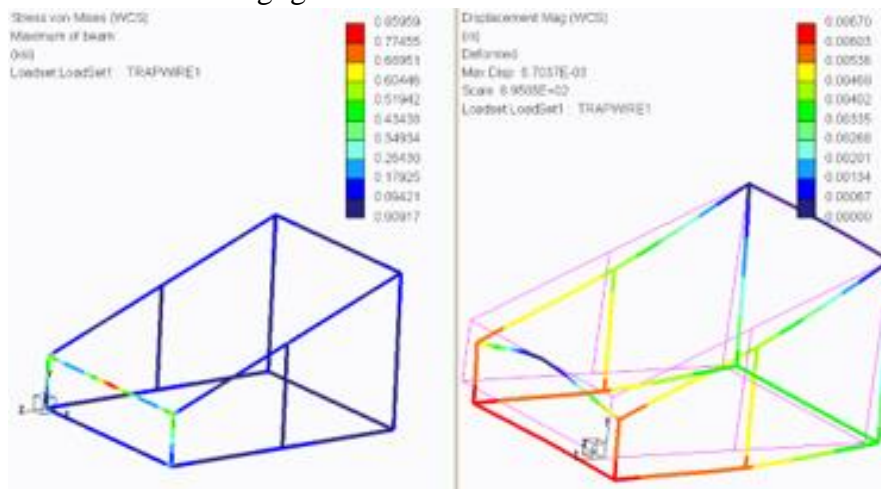 Stress von Mises (WCS)
Maximum of beam
(ksi)
Loadset:LoadSet1 : TRAPWIRE1
0.85959
0.77455
0.68951
0.60446
0.51942
0.43438
0.34934
0.26430
0.17925
0.09421
0.00917
Displacement Mag (WCS)
(in)
Deformed
Max Disp 6.7037E-03
Scale
Loadset:LoadSet1 : TRAPWIRE1
0.00670
0.00603
0.00536
0.00469
0.00402
0.00335
0.00268
0.00201
0.00134
0.00067
0.00000